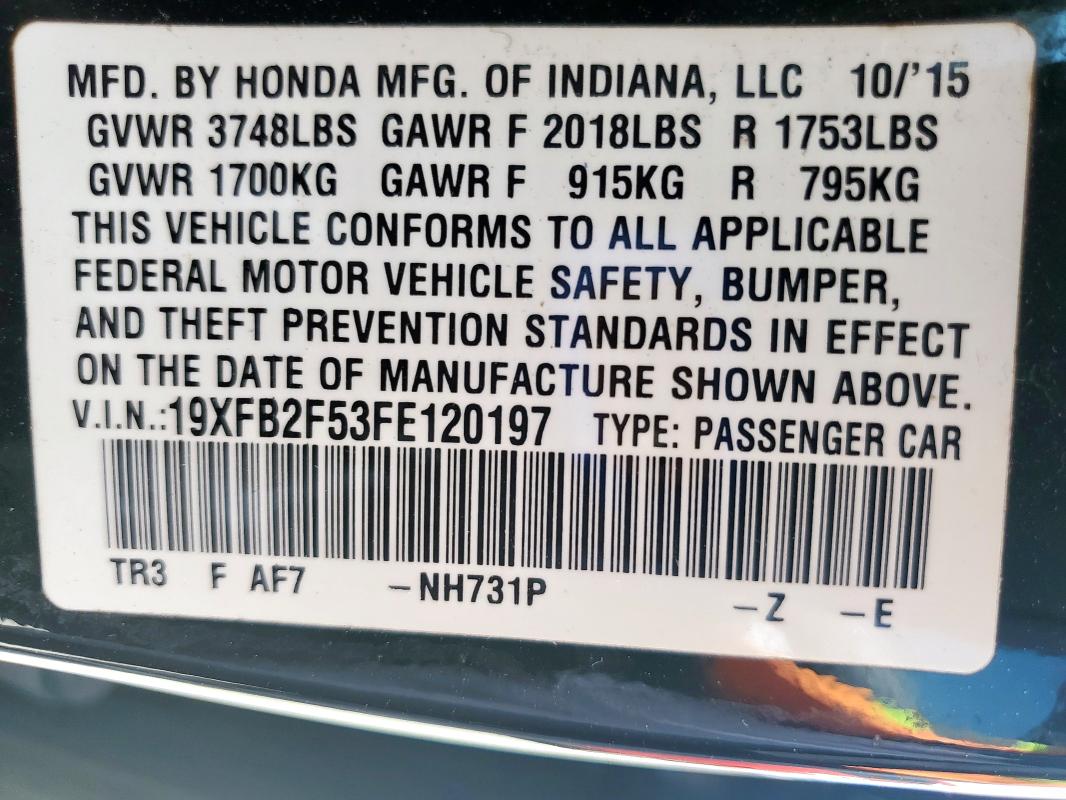 MFD. BY HONDA MFG. OF INDIANA, LLC 10/'15
GVWR 3748LBS GAWR F 2018LBS R 1753LBS
GVWR 1700KG GAWR F 915KG R 795KG
THIS VEHICLE CONFORMS TO ALL APPLICABLE
FEDERAL MOTOR VEHICLE SAFETY, BUMPER,
AND THEFT PREVENTION STANDARDS IN EFFECT
ON THE DATE OF MANUFACTURE SHOWN ABOVE.
V.I.N.:19XFB2F53FE120197 TYPE: PASSENGER CAR
TR3 F AF7 -NH731P -Z -E